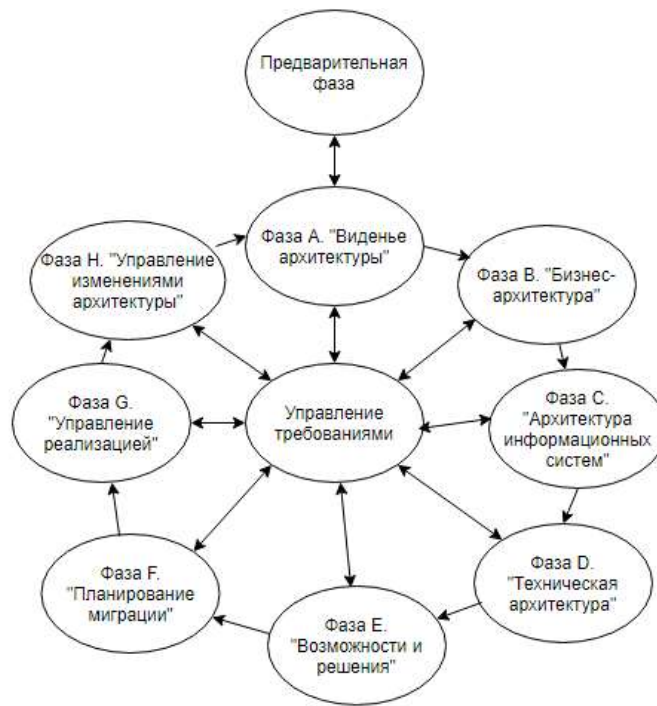 Предварительная
фаза
Фаза A. "Виденье
архитектуры"
Фаза H. "Управление
изменениями
архитектуры"
Фаза B. "Бизнес-
архитектура"
Фаза G.
"Управление
реализацией"
Управление
требованиями
Фаза C.
"Архитектура
информационных
систем"
Фаза F.
"Планирование
миграции"
Фаза D.
"Техническая
архитектура"
Фаза E.
"Возможности и
решения"